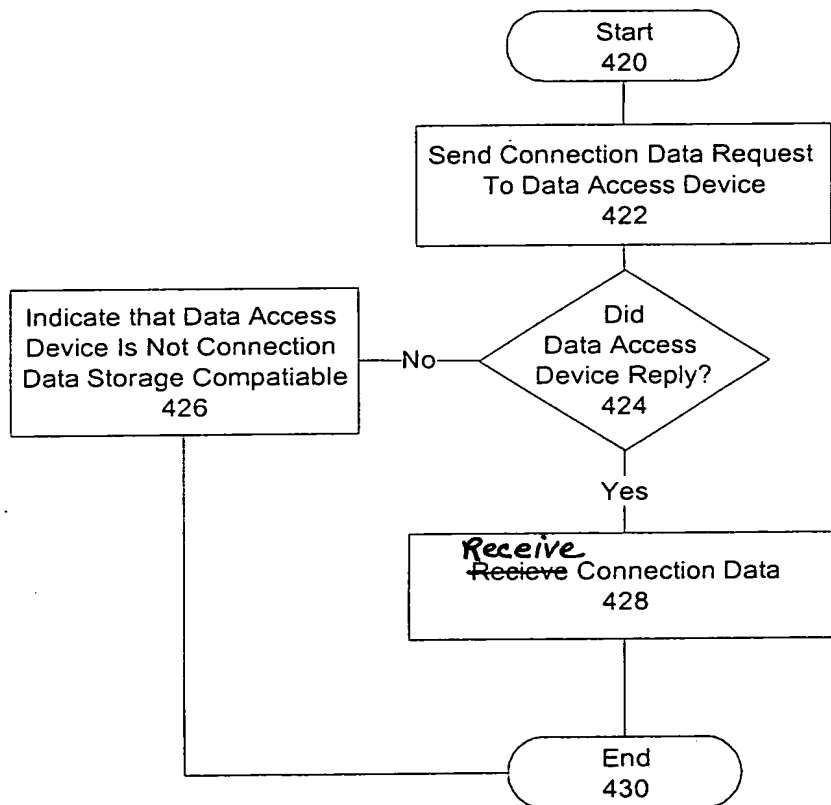 Start
420
Send Connection Data Request
To Data Access Device
422
Did
Data Access
Device Reply?
424
No
Indicate that Data Access
Device Is Not Connection
Data Storage Compatiable
426
Yes
Receive
Recieve Connection Data
428
End
430